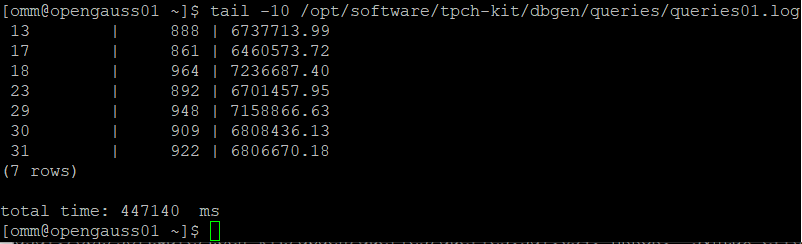 [omm@opengauss01 ~]$ tail -10 /opt/software/tpch-kit/dbgen/queries/queries01.log
13 | 888 | 6737713.99
17 | 861 | 6460573.72
18 | 964 | 7236687.40
23 | 892 | 6701457.95
29 | 948 | 7158866.63
30 | 909 | 6808436.13
31 | 922 | 6806670.18
(7 rows)
total time: 447140 ms
[omm@opengauss01 ~]$